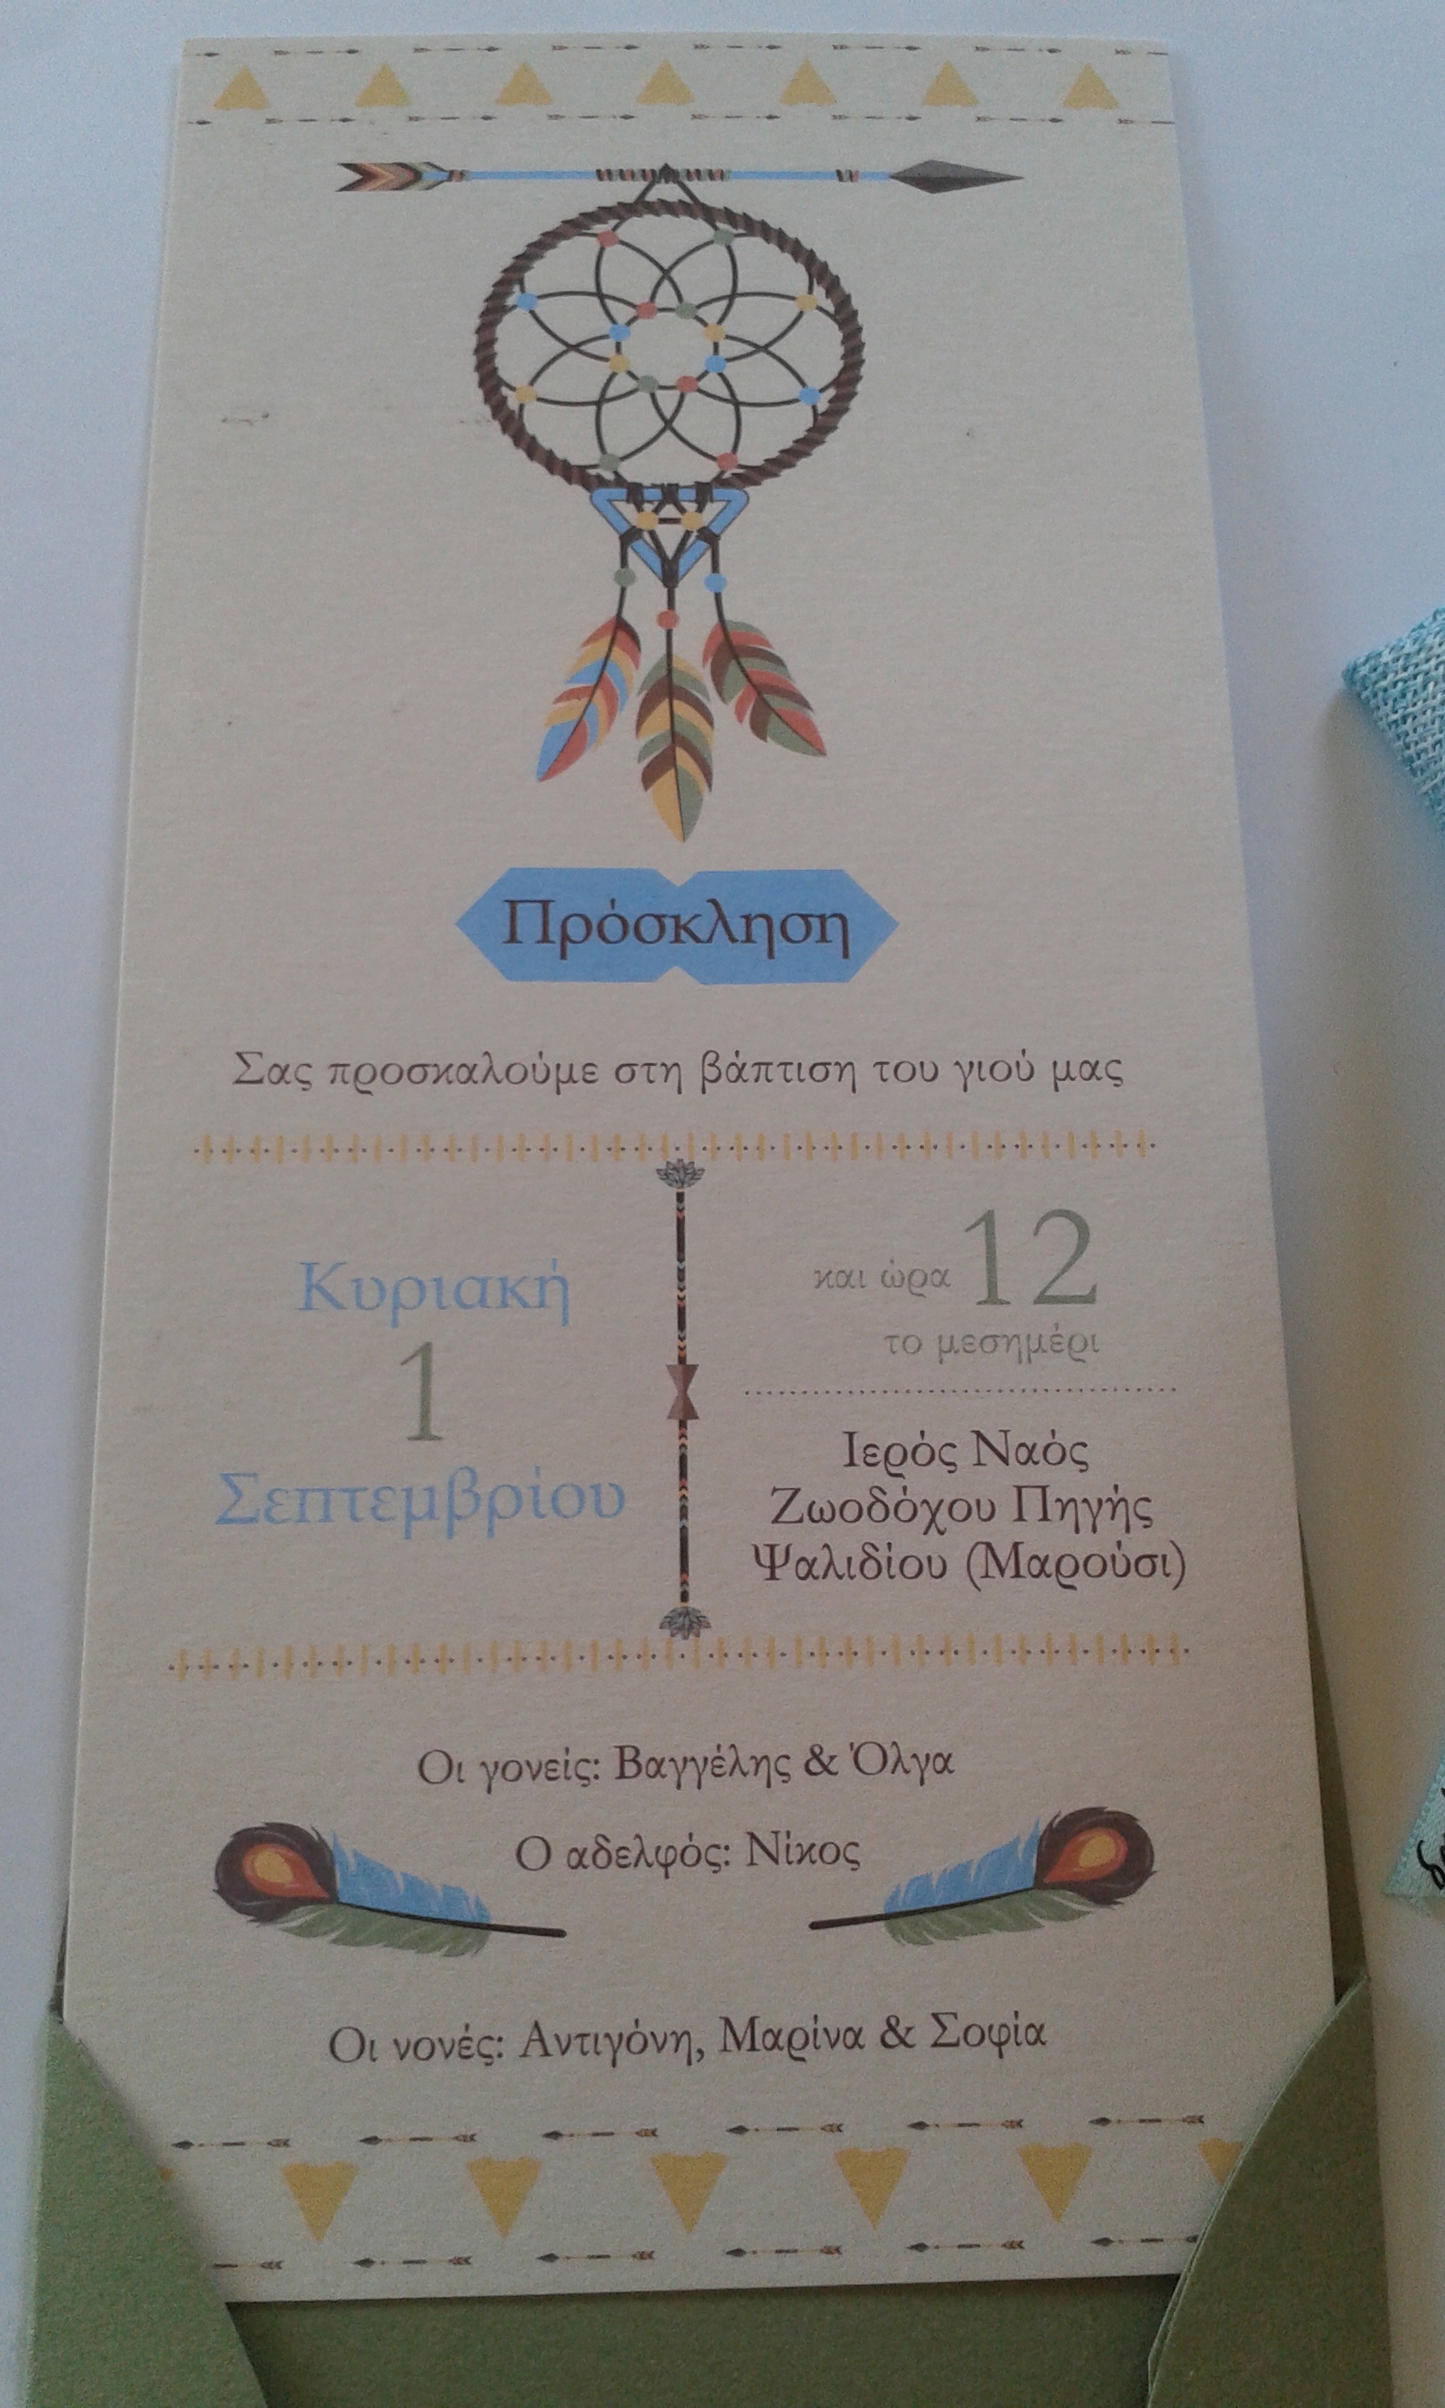 Πρόσκληση
Σας προσκαλούμε στη βάπτιση του γιού μας
Κυριακή
1
Σεπτεμβρίου
και ώρα 12
το μεσημέρι
Ιερός Ναός
Ζωοδόχου Πηγής
Ψαλιδίου (Μαρούσι)
Οι γονείς: Βαγγέλης & Όλγα
Ο αδελφός: Νίκος
Οι νονές: Αντιγόνη, Μαρίνα & Σοφία